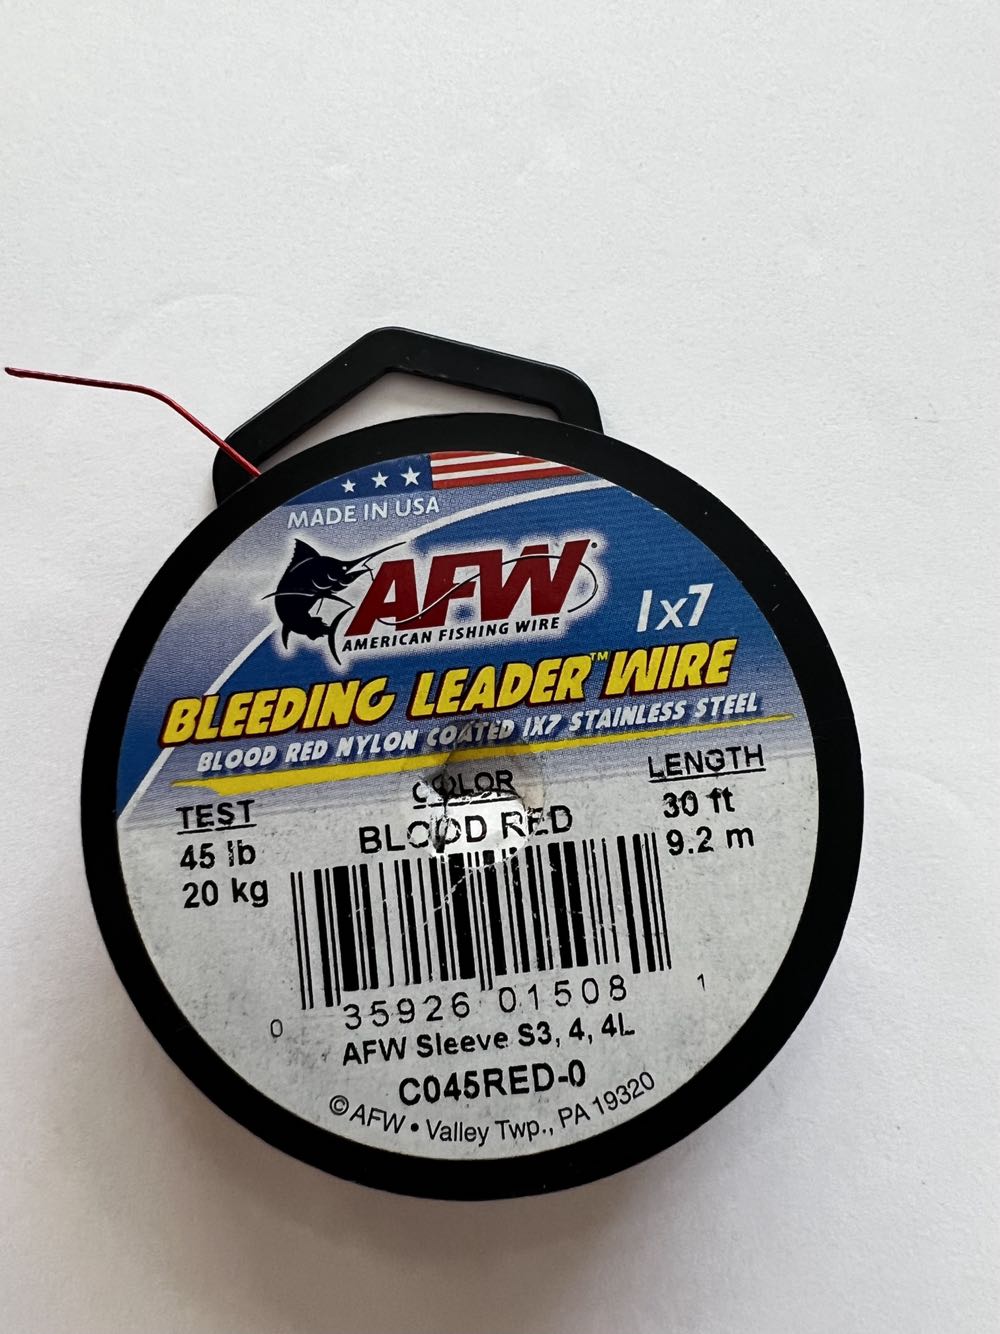 MADE IN USA
AFW
AMERICAN FISHING WIRE
1x7
BLEEDING LEADER™ WIRE
BLOOD RED NYLON COATED 1X7 STAINLESS STEEL
TEST
45 lb
20 kg
COLOR
BLOOD RED
LENGTH
30 ft
9.2 m
0 35926 01508 1
AFW Sleeve S3, 4, 4L
C045RED-0
© AFW • Valley Twp., PA 19320